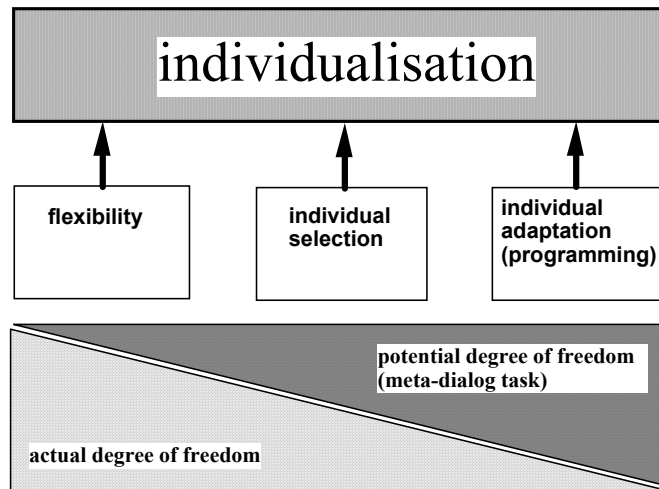 individualisation
flexibility
individual
selection
individual
adaptation
(programming)
potential degree of freedom
(meta-dialog task)
actual degree of freedom